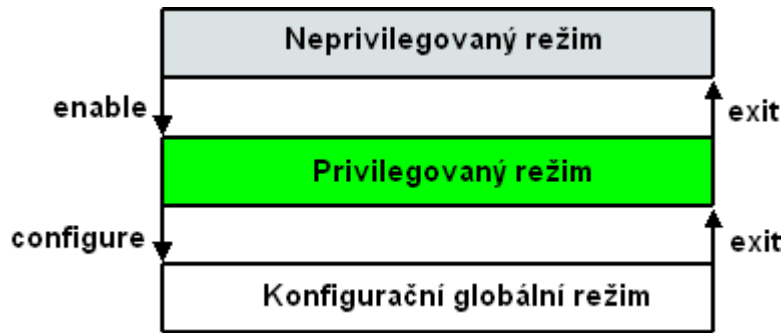 Neprivilegovaný režim
enable
exit
Privilegovaný režim
configure
exit
Konfigurační globální režim